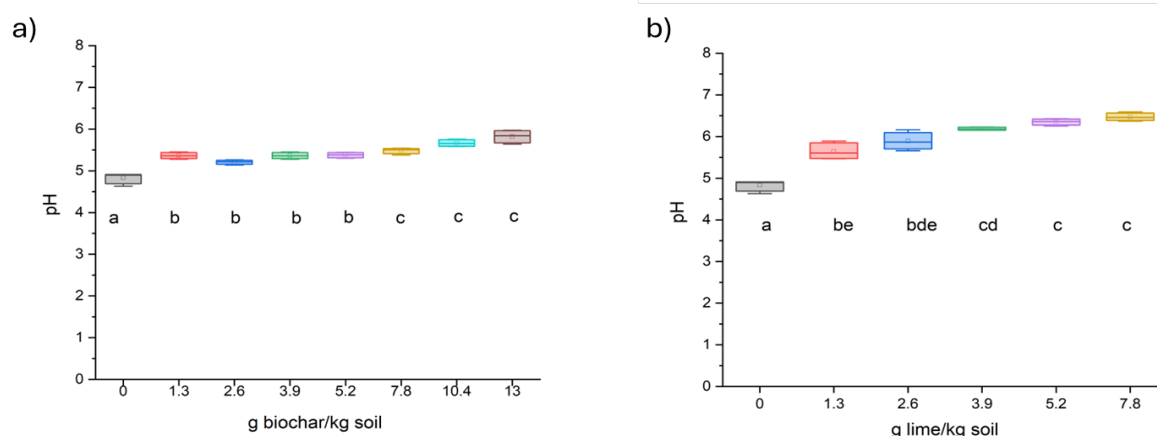 a)
8
7
6
5
4
3
2
1
0
pH
a b b b b c c c
0 1.3 2.6 3.9 5.2 7.8 10.4 13
g biochar/kg soil
b)
8
7
6
5
4
3
2
1
0
pH
a be bde cd c c
0 1.3 2.6 3.9 5.2 7.8
g lime/kg soil